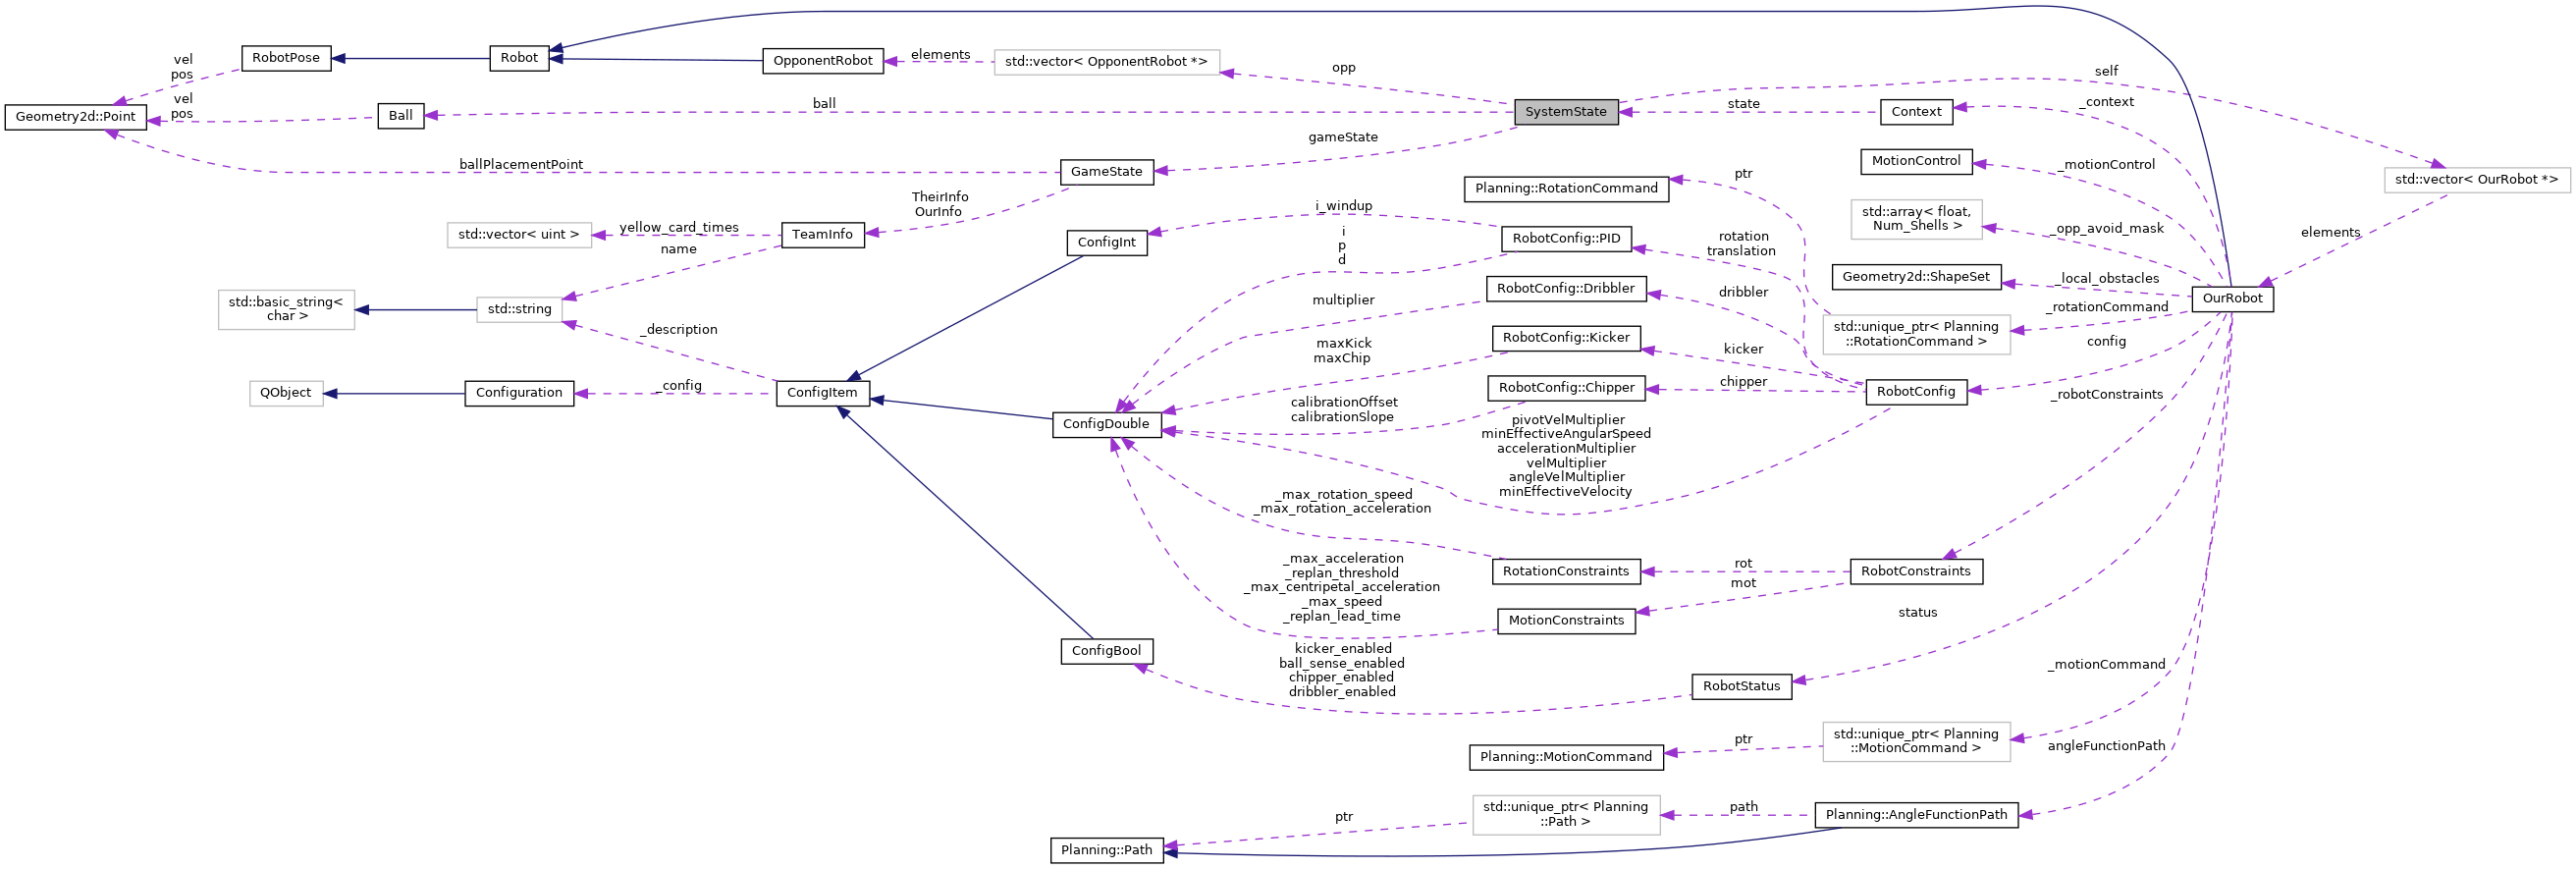 vel
pos
RobotPose
Robot
OpponentRobot
elements
std::vector< OpponentRobot *>
opp
self
Geometry2d::Point
vel
pos
Ball
ball
SystemState
state
Context
_context
gameState
ballPlacementPoint
GameState
MotionControl
_motionControl
std::vector< OurRobot *>
Planning::RotationCommand
ptr
TheirInfo
OurInfo
std::vector< uint >
yellow_card_times
name
TeamInfo
i_windup
ConfigInt
i
p
d
RobotConfig::PID
rotation
translation
std::array< float,
Num_Shells >
_opp_avoid_mask
elements
Geometry2d::ShapeSet
_local_obstacles
OurRobot
std::basic_string<
char >
std::string
_description
multiplier
RobotConfig::Dribbler
dribbler
_rotationCommand
std::unique_ptr< Planning
::RotationCommand >
config
maxKick
maxChip
RobotConfig::Kicker
kicker
QObject
Configuration
_config
ConfigItem
RobotConfig::Chipper
chipper
RobotConfig
_robotConstraints
calibrationOffset
calibrationSlope
ConfigDouble
pivotVelMultiplier
minEffectiveAngularSpeed
accelerationMultiplier
velMultiplier
angleVelMultiplier
minEffectiveVelocity
_max_rotation_speed
_max_rotation_acceleration
RotationConstraints
rot
RobotConstraints
mot
_max_acceleration
_replan_threshold
_max_centripetal_acceleration
_max_speed
_replan_lead_time
MotionConstraints
status
ConfigBool
kicker_enabled
ball_sense_enabled
chipper_enabled
dribbler_enabled
RobotStatus
_motionCommand
Planning::MotionCommand
ptr
std::unique_ptr< Planning
::MotionCommand >
angleFunctionPath
std::unique_ptr< Planning
::Path >
path
Planning::AngleFunctionPath
ptr
Planning::Path